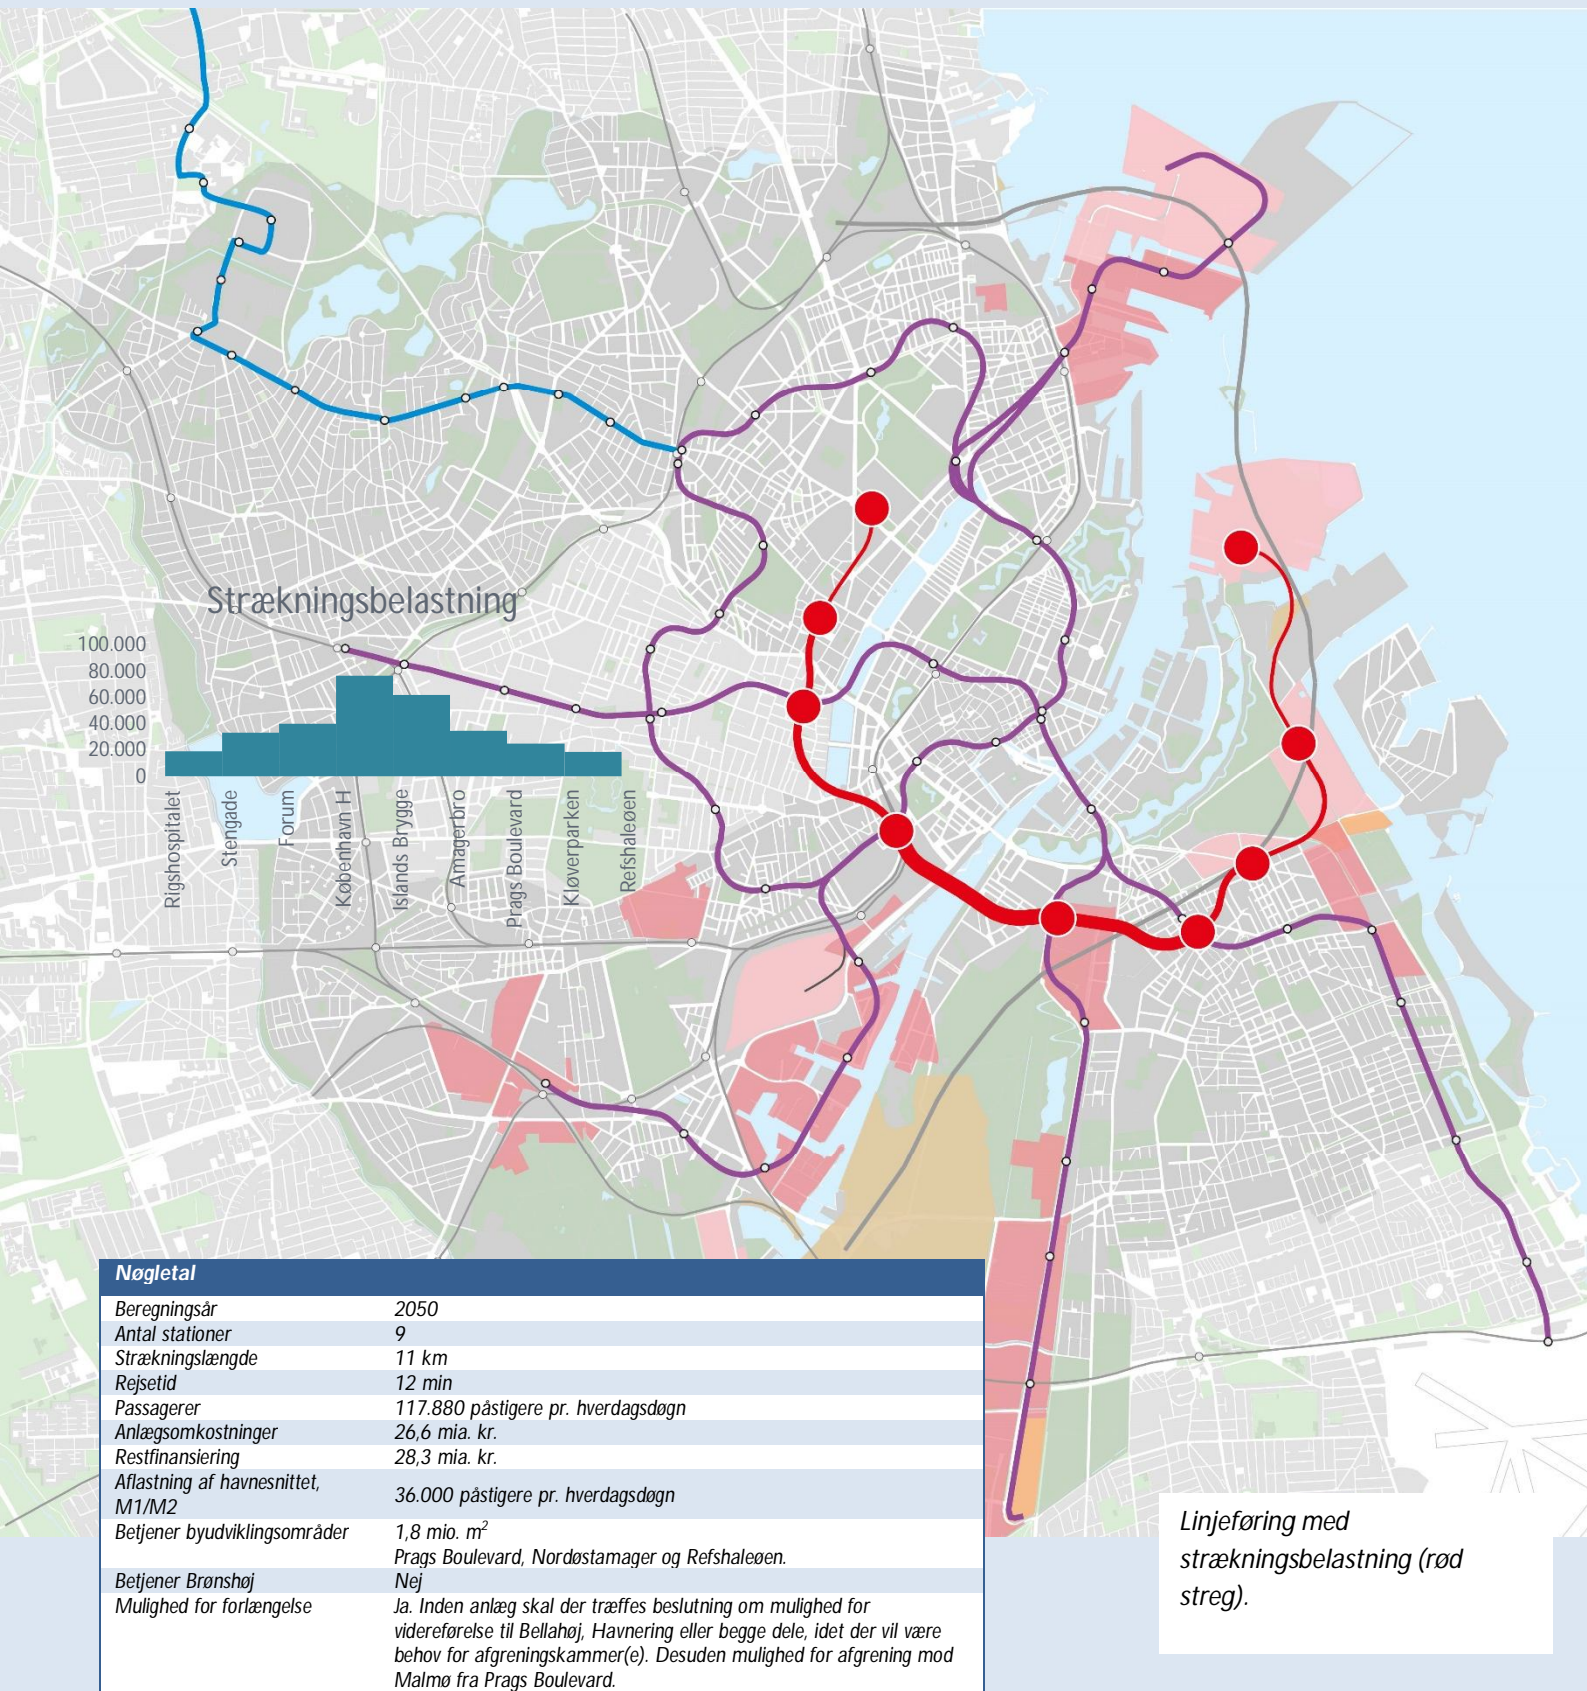 Strækningsbelastning
100.000
80.000
60.000
40.000
20.000
0
Rigshospitalet
Stengade
Forum
København H
Islands Brygge
Amagerbro
Prags Boulevard
Kløverparken
Refshaleøen
Nøgletal
Beregningsår 2050
Antal stationer 9
Strækningslængde 11 km
Rejsetid 12 min
Passagerer 117.880 påstigere pr. hverdagsdøgn
Anlægsomkostninger 26,6 mia. kr.
Restfinansiering 28,3 mia. kr.
Aflastning af havnesnittet,
M1/M2 36.000 påstigere pr. hverdagsdøgn
Betjener byudviklingsområder 1,8 mio. m²
Prags Boulevard, Nordøstamager og Refshaleøen.
Betjener Brønshøj Nej
Mulighed for forlængelse Ja. Inden anlæg skal der træffes beslutning om mulighed for
videreførelse til Bellahøj, Havnering eller begge dele, idet der vil være
behov for afgreningskammer(e). Desuden mulighed for afgrening mod
Malmø fra Prags Boulevard.
Linjeføring med
strækningsbelastning (rød
streg).